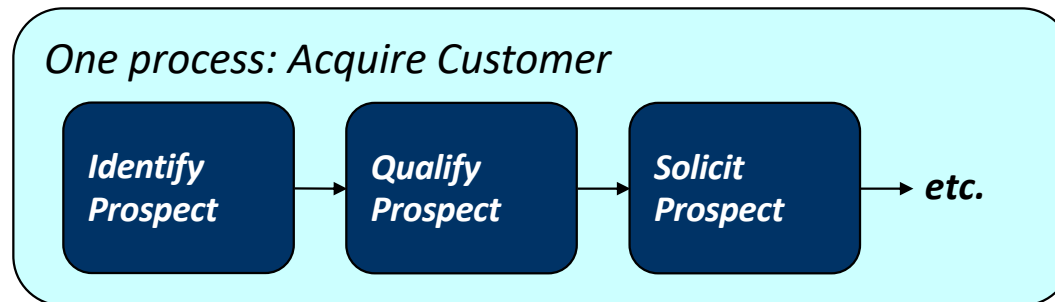 One process: Acquire Customer
Identify
Prospect
Qualify
Prospect
Solicit
Prospect
etc.